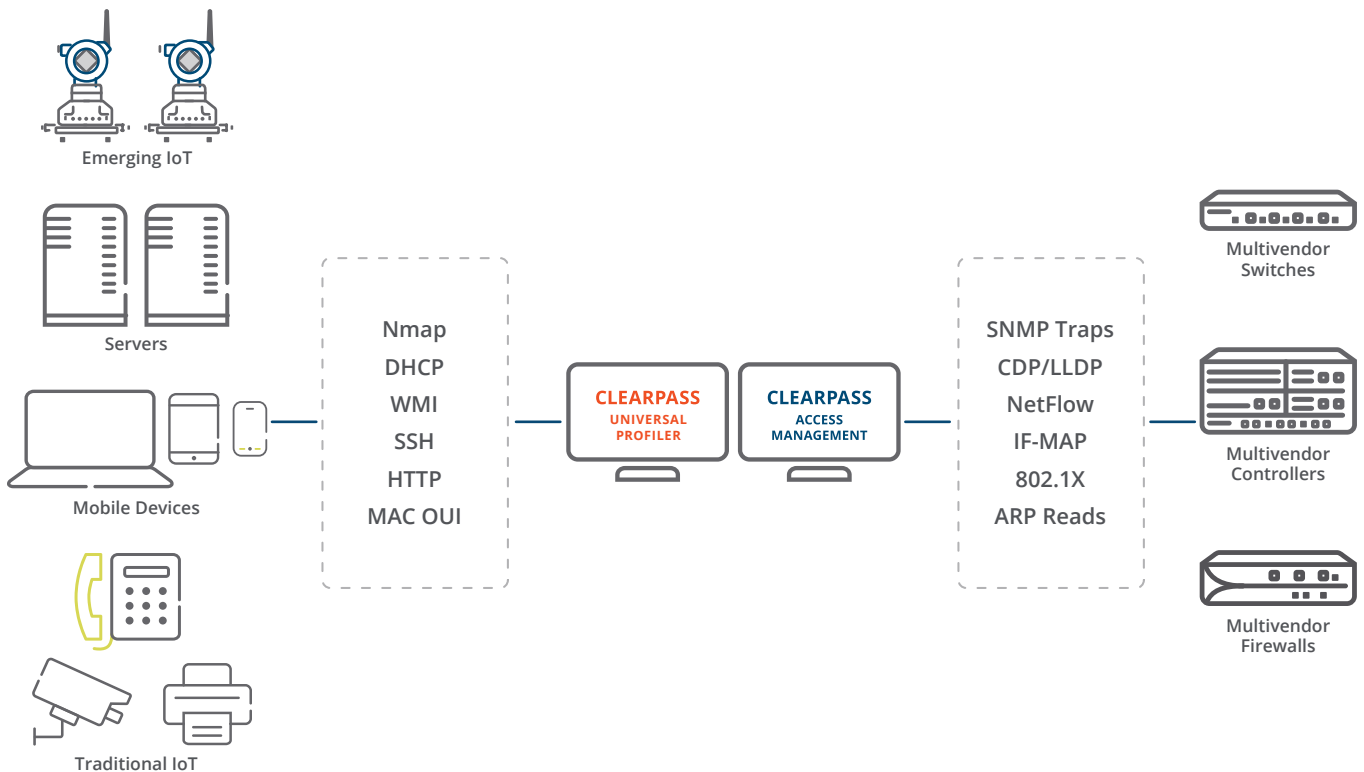 Emerging IoT
Servers
Mobile Devices
Traditional IoT
Nmap
DHCP
WMI
SSH
HTTP
MAC OUI
CLEARPASS
UNIVERSAL
PROFILER
CLEARPASS
ACCESS
MANAGEMENT
SNMP Traps
CDP/LLDP
NetFlow
IF-MAP
802.1X
ARP Reads
Multivendor
Switches
Multivendor
Controllers
Multivendor
Firewalls